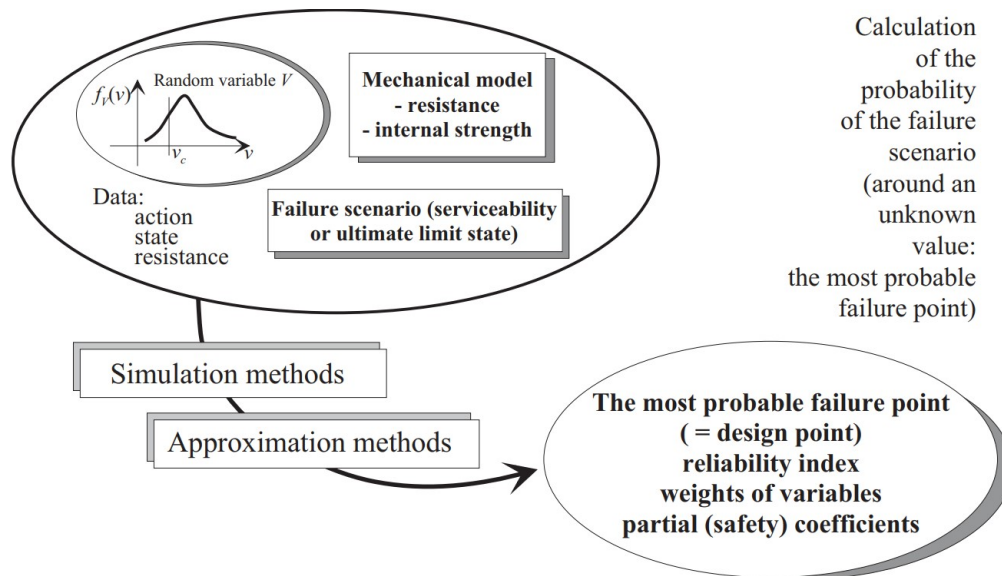 Random variable V
f_V(v)
v_c
v
Data:
action
state
resistance
Mechanical model
- resistance
- internal strength
Failure scenario (serviceability
or ultimate limit state)
Calculation
of the
probability
of the failure
scenario
(around an
unknown
value:
the most probable
failure point)
Simulation methods
Approximation methods
The most probable failure point
( = design point)
reliability index
weights of variables
partial (safety) coefficients